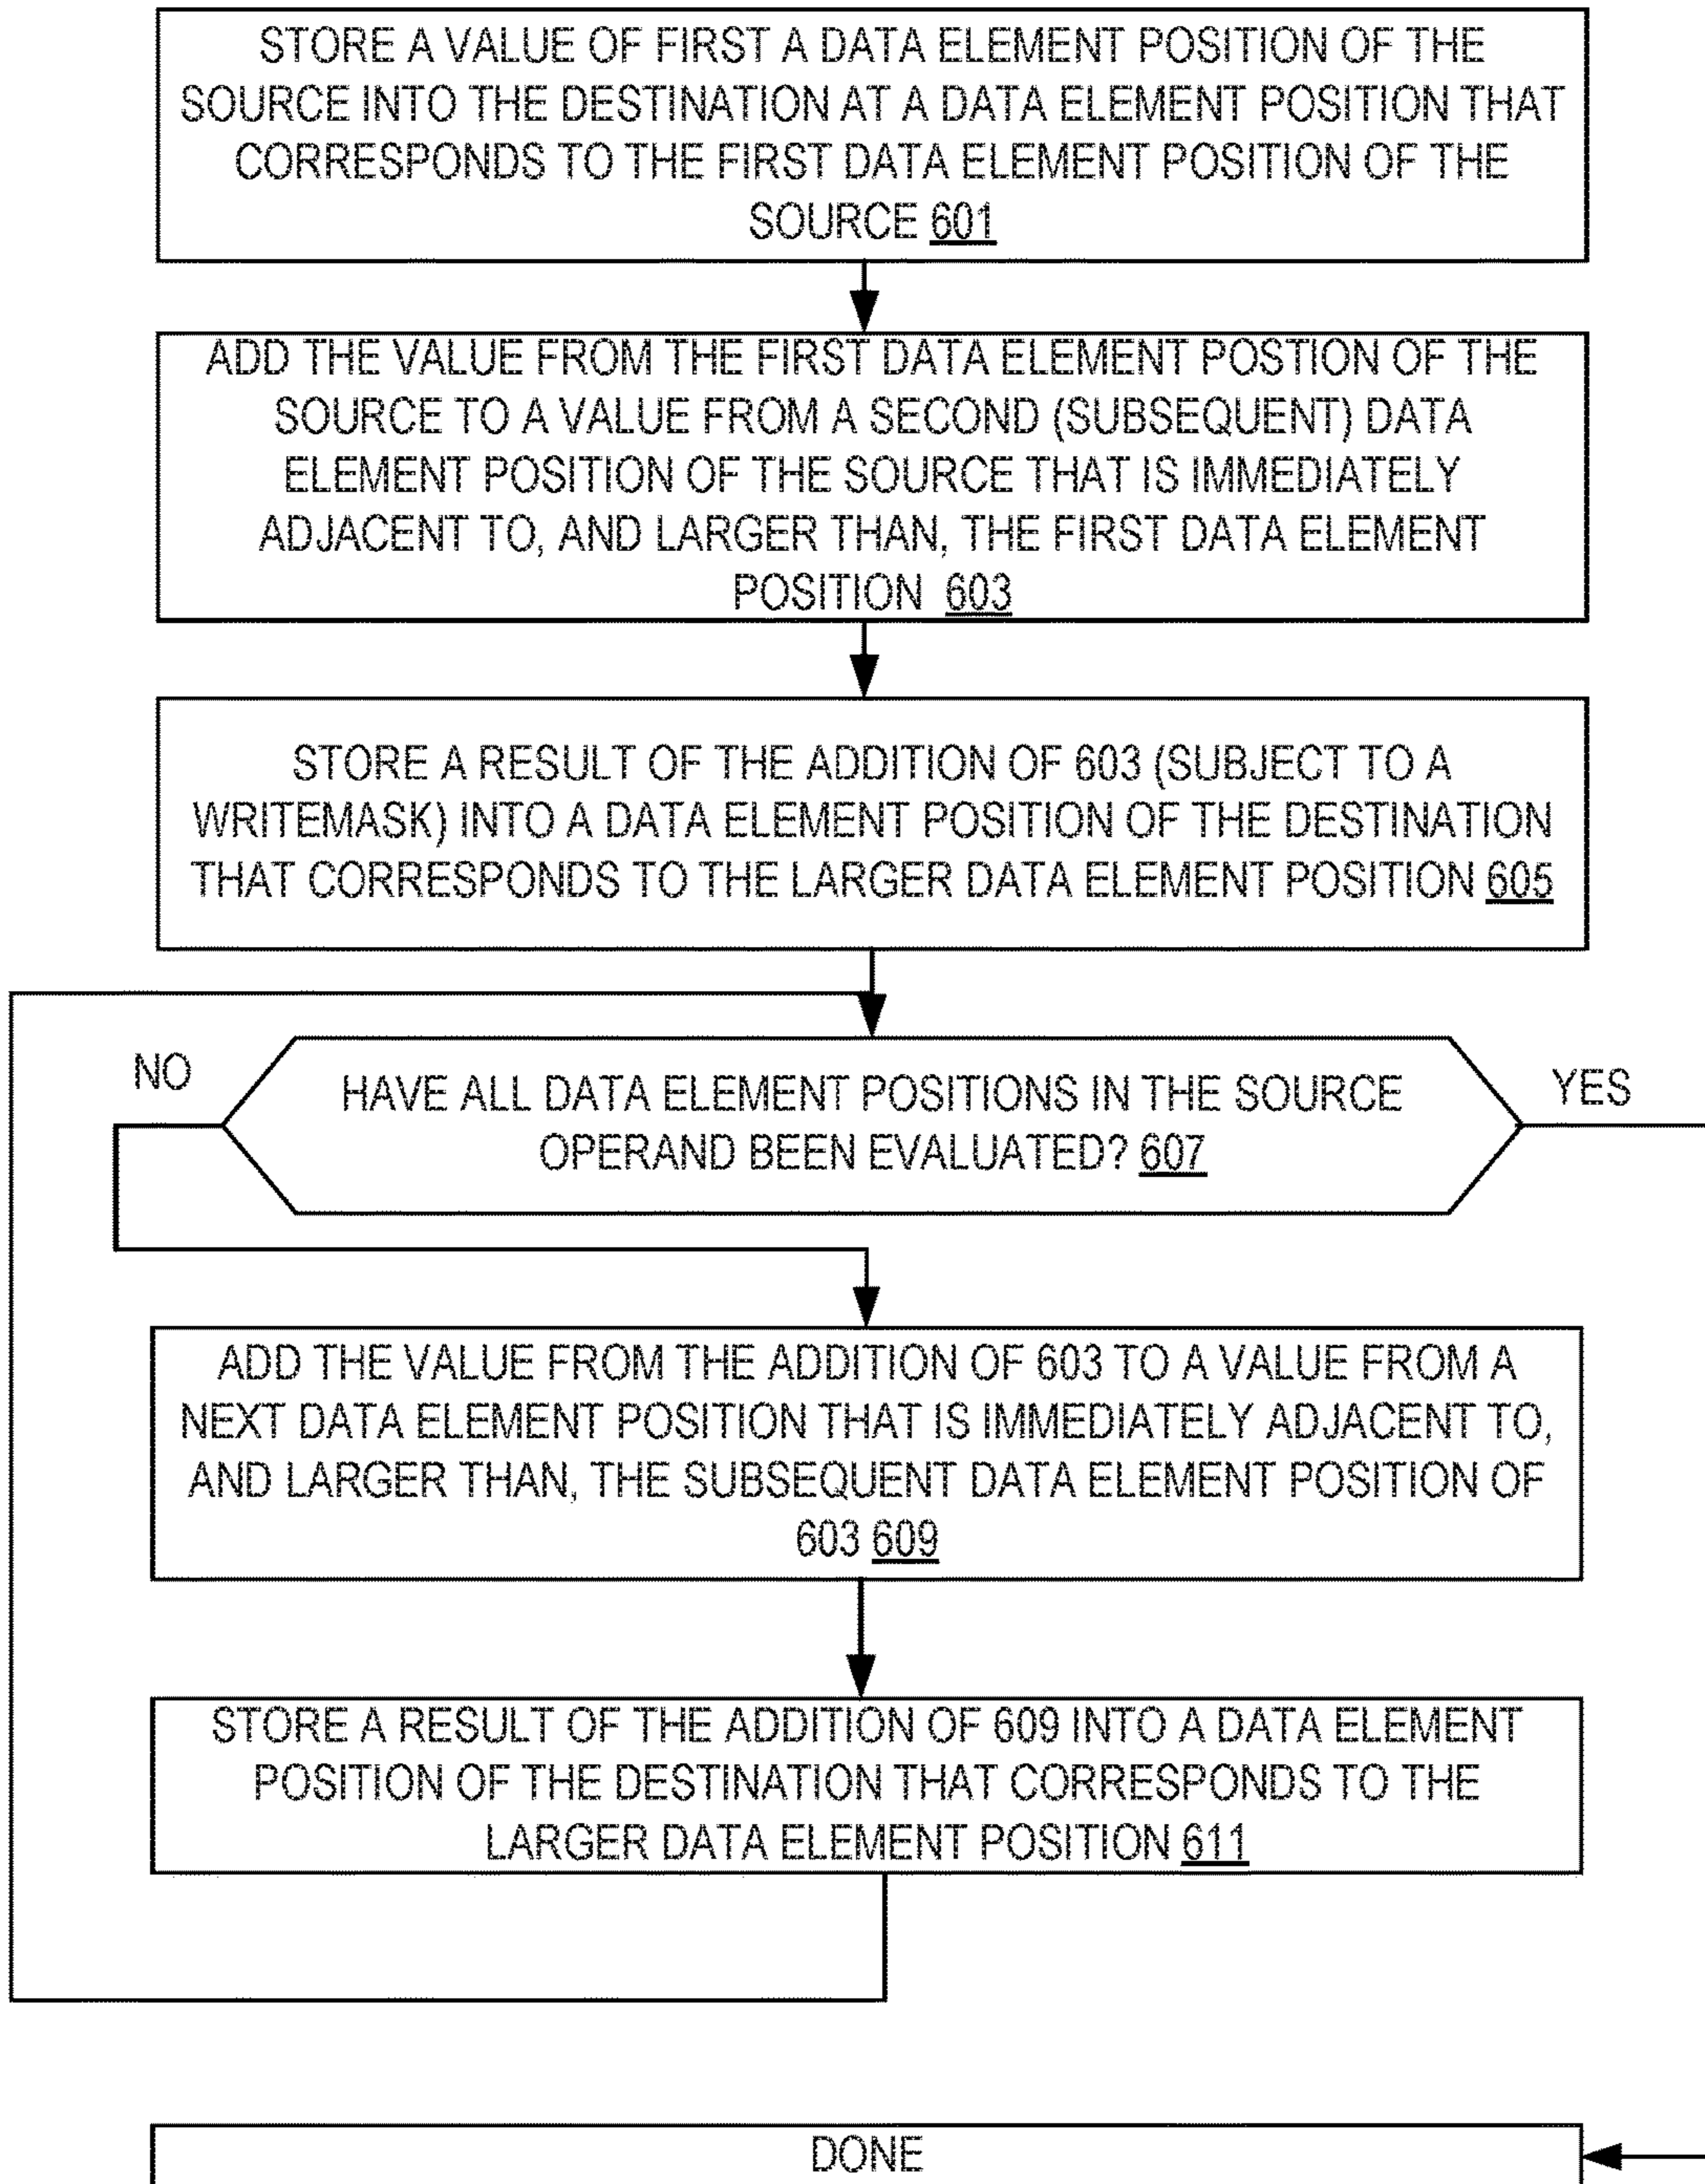 STORE A VALUE OF FIRST A DATA ELEMENT POSITION OF THE
SOURCE INTO THE DESTINATION AT A DATA ELEMENT POSITION THAT
CORRESPONDS TO THE FIRST DATA ELEMENT POSITION OF THE
SOURCE 601
ADD THE VALUE FROM THE FIRST DATA ELEMENT POSTION OF THE
SOURCE TO A VALUE FROM A SECOND (SUBSEQUENT) DATA
ELEMENT POSITION OF THE SOURCE THAT IS IMMEDIATELY
ADJACENT TO, AND LARGER THAN, THE FIRST DATA ELEMENT
POSITION 603
STORE A RESULT OF THE ADDITION OF 603 (SUBJECT TO A
WRITEMASK) INTO A DATA ELEMENT POSITION OF THE DESTINATION
THAT CORRESPONDS TO THE LARGER DATA ELEMENT POSITION 605
NO
HAVE ALL DATA ELEMENT POSITIONS IN THE SOURCE
OPERAND BEEN EVALUATED? 607
YES
ADD THE VALUE FROM THE ADDITION OF 603 TO A VALUE FROM A
NEXT DATA ELEMENT POSITION THAT IS IMMEDIATELY ADJACENT TO,
AND LARGER THAN, THE SUBSEQUENT DATA ELEMENT POSITION OF
603 609
STORE A RESULT OF THE ADDITION OF 609 INTO A DATA ELEMENT
POSITION OF THE DESTINATION THAT CORRESPONDS TO THE
LARGER DATA ELEMENT POSITION 611
DONE